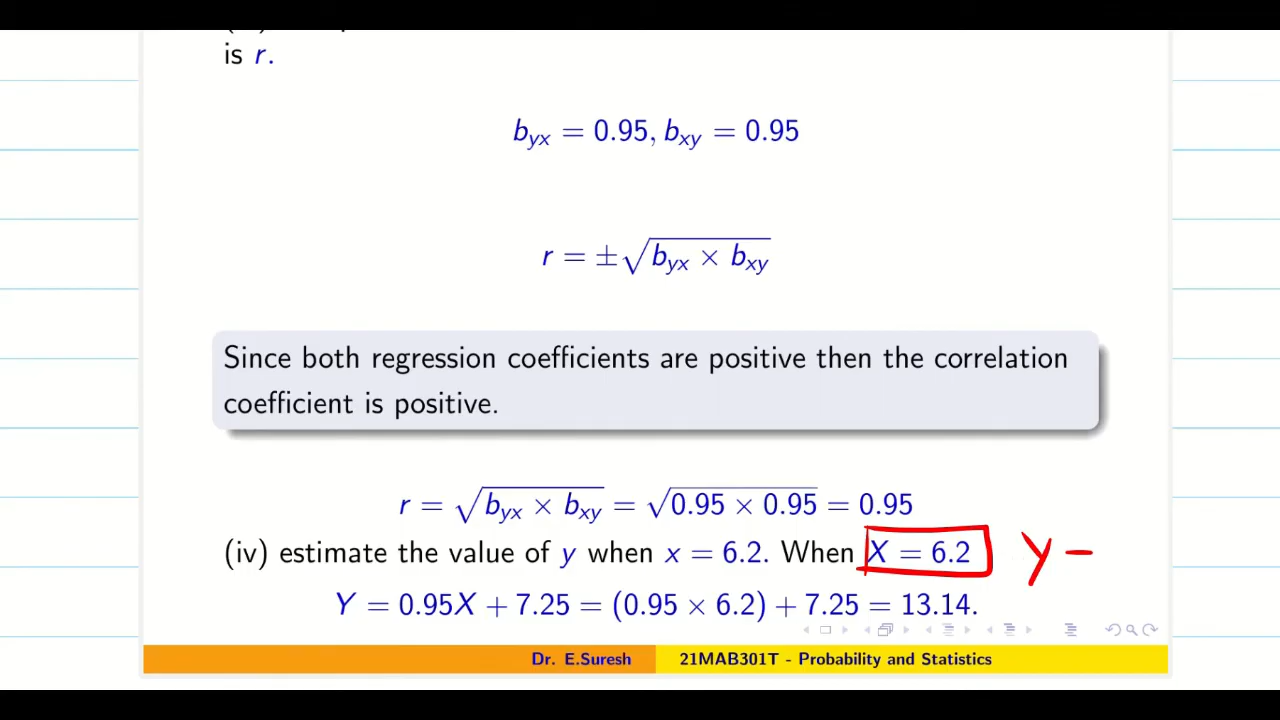 is r.
b_yx = 0.95, b_xy = 0.95
r = ±√(b_yx × b_xy)
Since both regression coefficients are positive then the correlation
coefficient is positive.
r = √(b_yx × b_xy) = √(0.95 × 0.95) = 0.95
(iv) estimate the value of y when x = 6.2. When X = 6.2 Y –
Y = 0.95X + 7.25 = (0.95 × 6.2) + 7.25 = 13.14.
Dr. E.Suresh 21MAB301T - Probability and Statistics